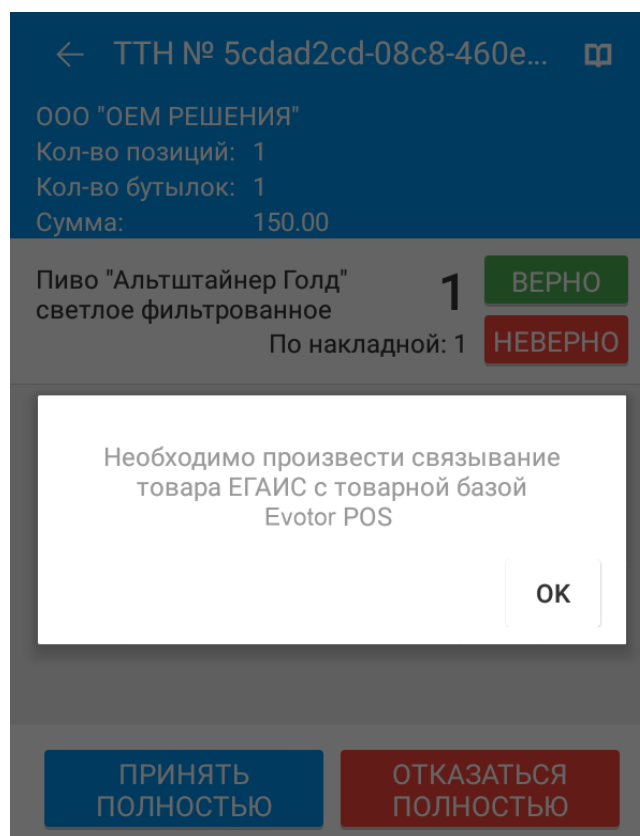 ТТН № 5cdad2cd-08c8-460e...
ООО "ОЕМ РЕШЕНИЯ"
Кол-во позиций: 1
Кол-во бутылок: 1
Сумма: 150.00
Пиво "Альтштайнер Голд"
светлое фильтрованное
1
ВЕРНО
По накладной: 1
НЕВЕРНО
Необходимо произвести связывание
товара ЕГАИС с товарной базой
Evotor POS
OK
ПРИНЯТЬ
ПОЛНОСТЬЮ
ОТКАЗАТЬСЯ
ПОЛНОСТЬЮ